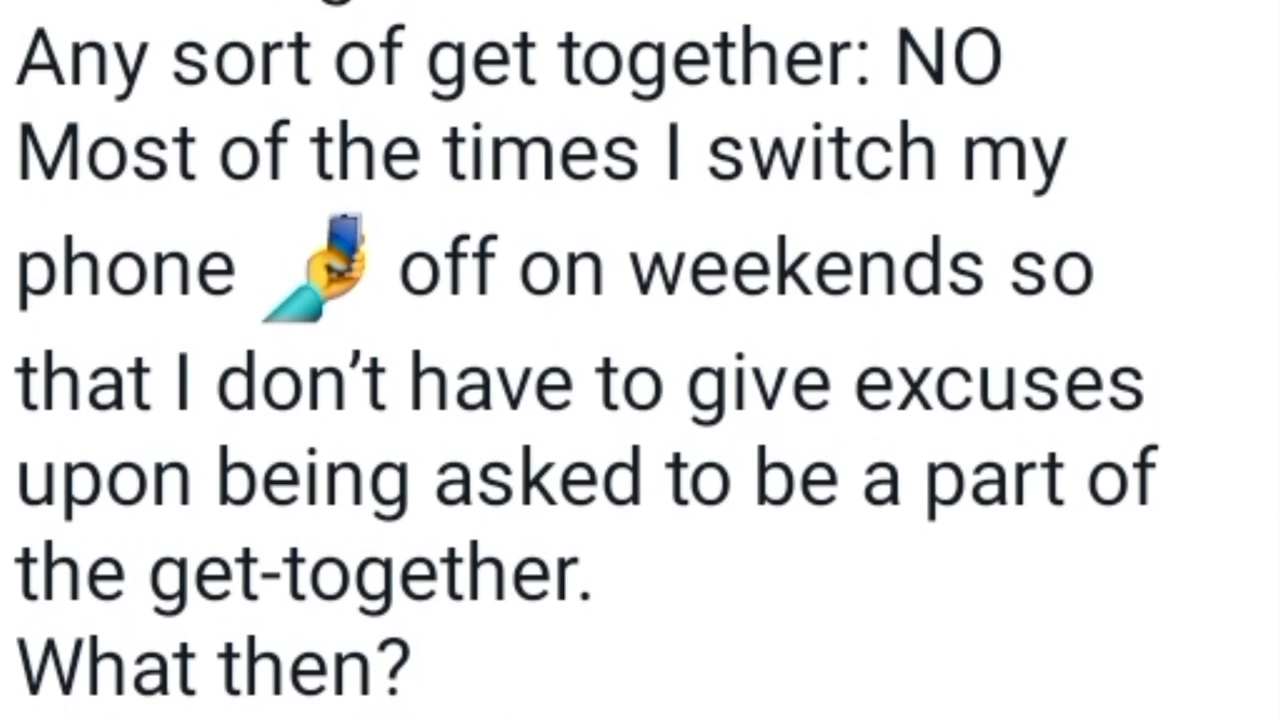 Any sort of get together: NO
Most of the times I switch my
phone 🤳 off on weekends so
that I don’t have to give excuses
upon being asked to be a part of
the get-together.
What then?